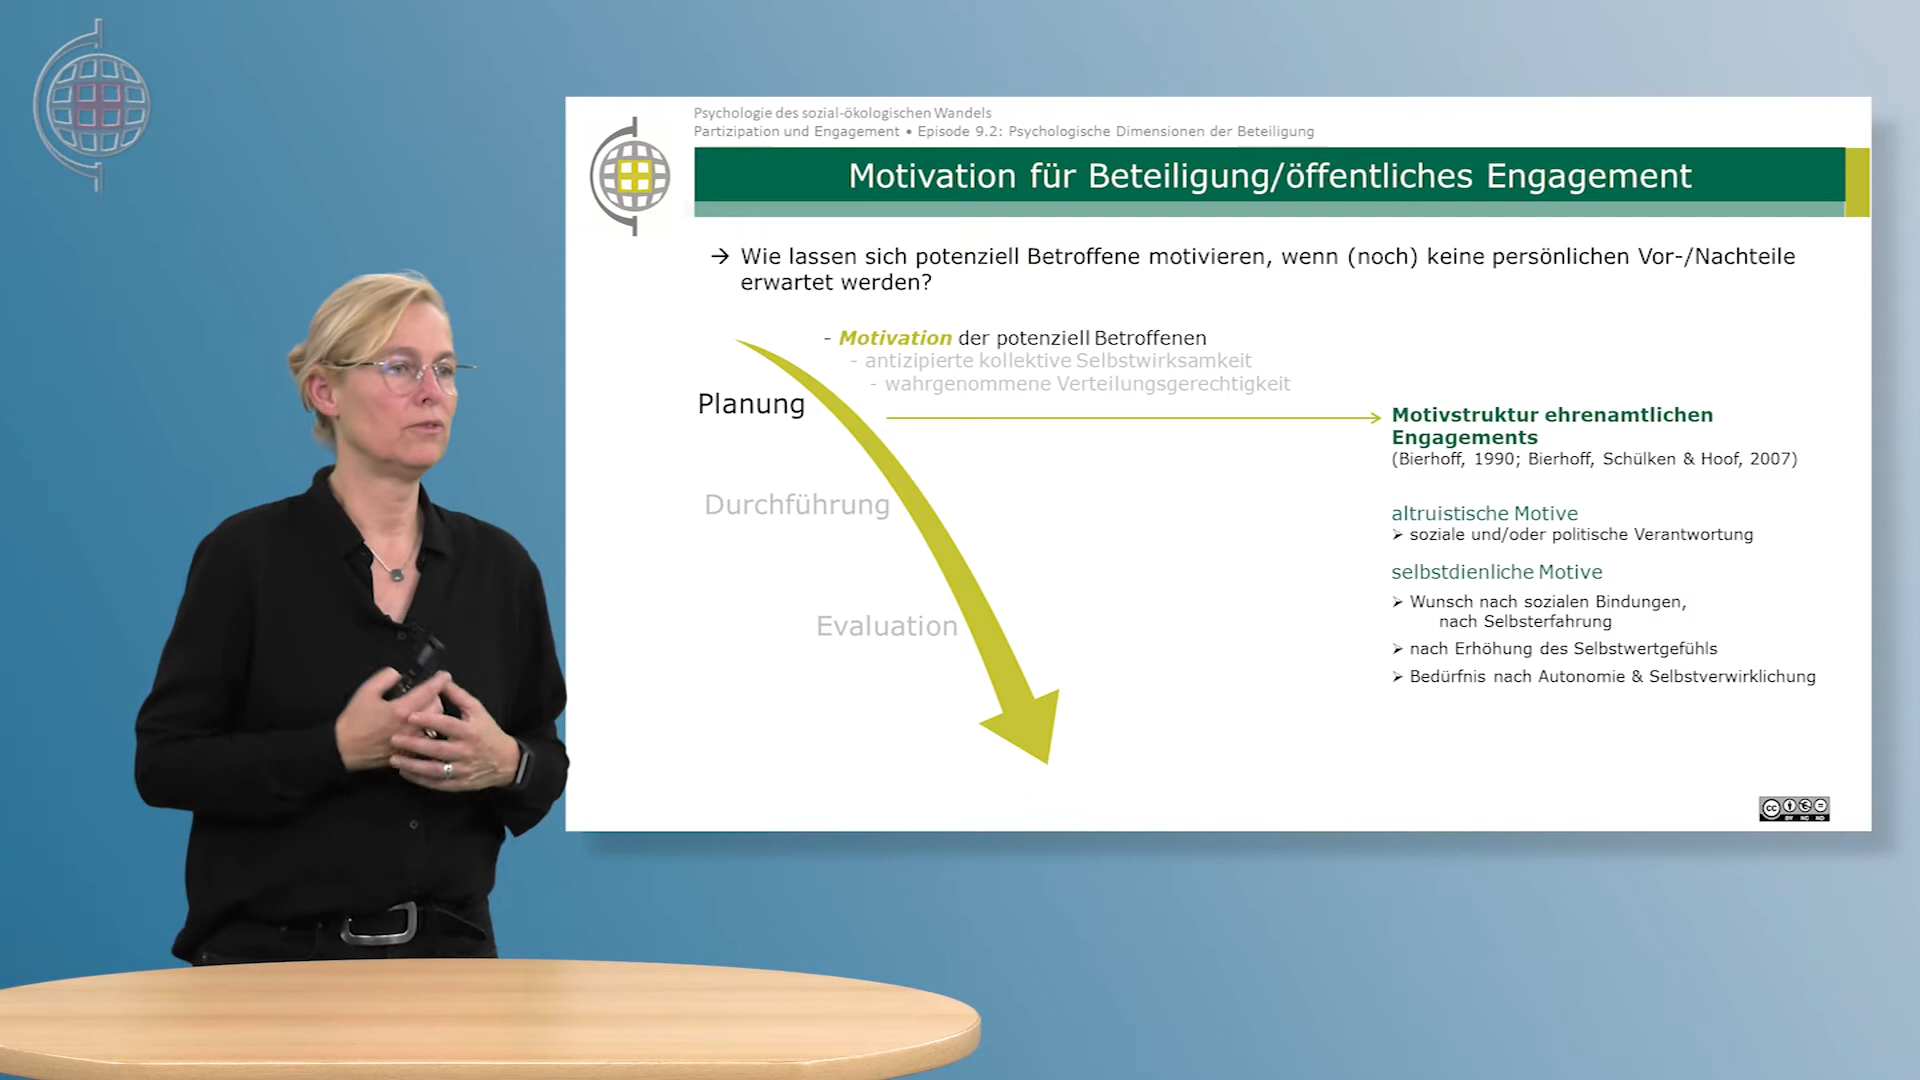 Psychologie des sozial-ökologischen Wandels
Partizipation und Engagement • Episode 9.2: Psychologische Dimensionen der Beteiligung
Motivation für Beteiligung/öffentliches Engagement
→ Wie lassen sich potenziell Betroffene motivieren, wenn (noch) keine persönlichen Vor-/Nachteile
erwartet werden?
- Motivation der potenziell Betroffenen
- antizipierte kollektive Selbstwirksamkeit
- wahrgenommene Verteilungsgerechtigkeit
Planung
Durchführung
Evaluation
Motivstruktur ehrenamtlichen
Engagements
(Bierhoff, 1990; Bierhoff, Schülken & Hoof, 2007)
altruistische Motive
➢ soziale und/oder politische Verantwortung
selbstdienliche Motive
➢ Wunsch nach sozialen Bindungen,
nach Selbsterfahrung
➢ nach Erhöhung des Selbstwertgefühls
➢ Bedürfnis nach Autonomie & Selbstverwirklichung
cc
BY NC ND